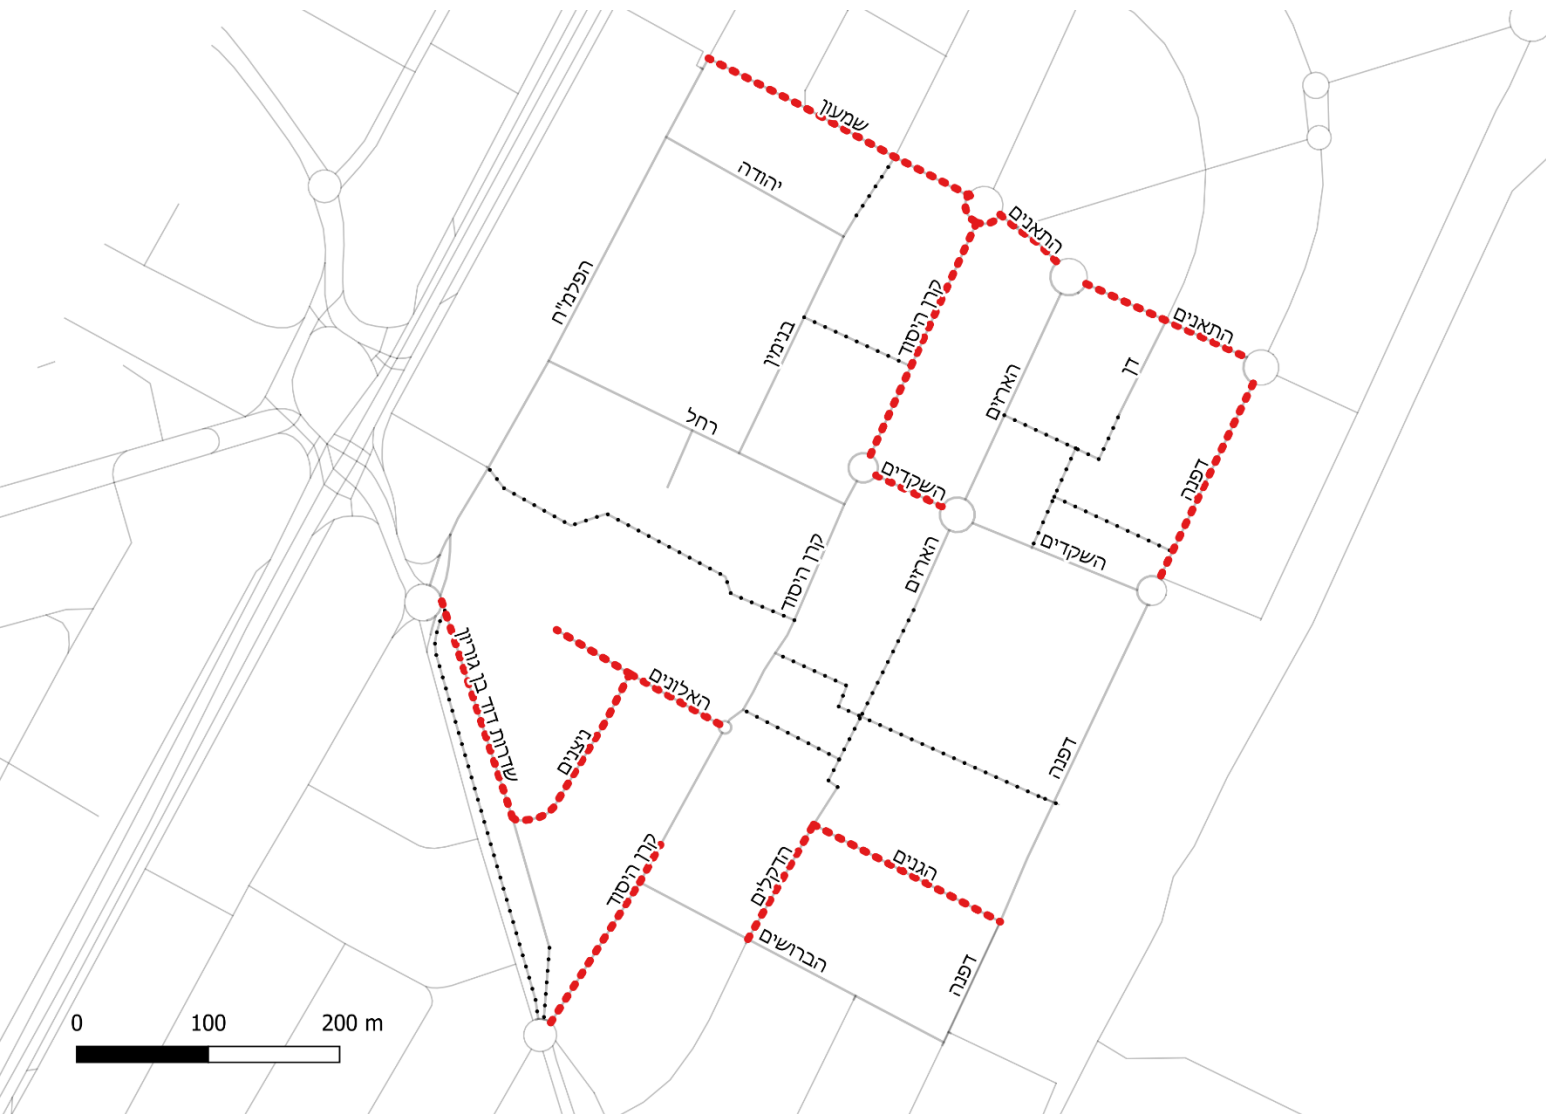 שמעון
יהודה
התאנים
הפלמ"ח
קרן היסוד
התאנים
בנימין
דן
הארזים
רחל
דפנה
השקדים
קרן היסוד
הארזים
השקדים
שדרות דוד בן גוריון
האלונים
ניצנים
דפנה
קרן היסוד
הדקלים
הגנים
הברושים
דפנה
0 100 200 m